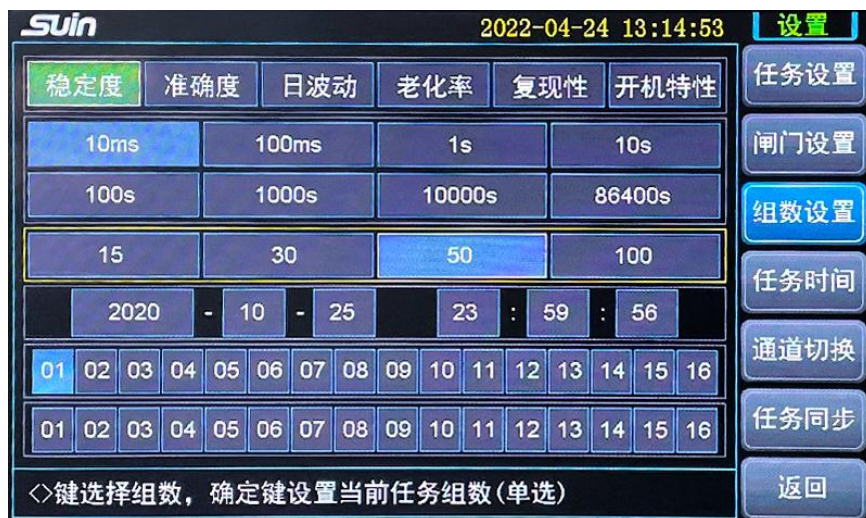 SUin 2022-04-24 13:14:53 设置
稳定度 准确度 日波动 老化率 复现性 开机特性 任务设置
10ms 100ms 1s 10s 闸门设置
100s 1000s 10000s 86400s 组数设置
15 30 50 100
2020 - 10 - 25 23 : 59 : 56 任务时间
01 02 03 04 05 06 07 08 09 10 11 12 13 14 15 16 通道切换
01 02 03 04 05 06 07 08 09 10 11 12 13 14 15 16 任务同步
<>键选择组数，确定键设置当前任务组数(单选) 返回